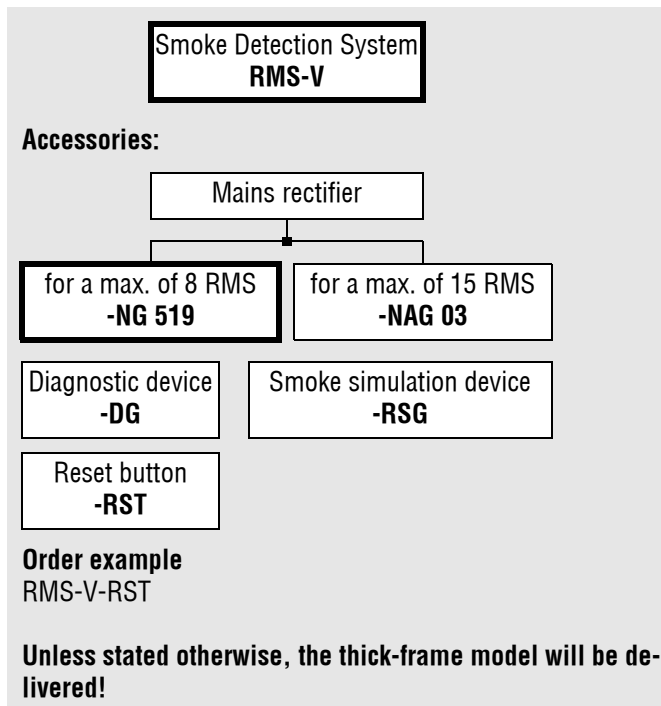 Smoke Detection System
RMS-V
Accessories:
Mains rectifier
for a max. of 8 RMS
-NG 519
for a max. of 15 RMS
-NAG 03
Diagnostic device
-DG
Smoke simulation device
-RSG
Reset button
-RST
Order example
RMS-V-RST
Unless stated otherwise, the thick-frame model will be de-
livered!